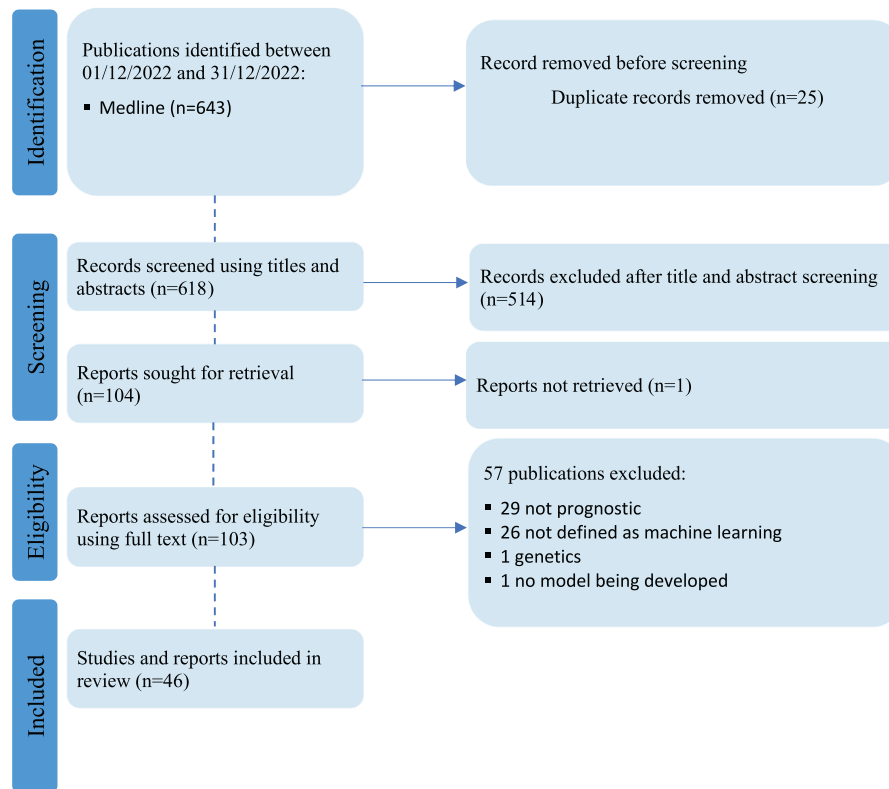 Identification
Publications identified between
01/12/2022 and 31/12/2022:
▪ Medline (n=643)
Record removed before screening
Duplicate records removed (n=25)
Screening
Records screened using titles and
abstracts (n=618)
Records excluded after title and abstract screening
(n=514)
Reports sought for retrieval
(n=104)
Reports not retrieved (n=1)
Eligibility
Reports assessed for eligibility
using full text (n=103)
57 publications excluded:
▪ 29 not prognostic
▪ 26 not defined as machine learning
▪ 1 genetics
▪ 1 no model being developed
Included
Studies and reports included in
review (n=46)